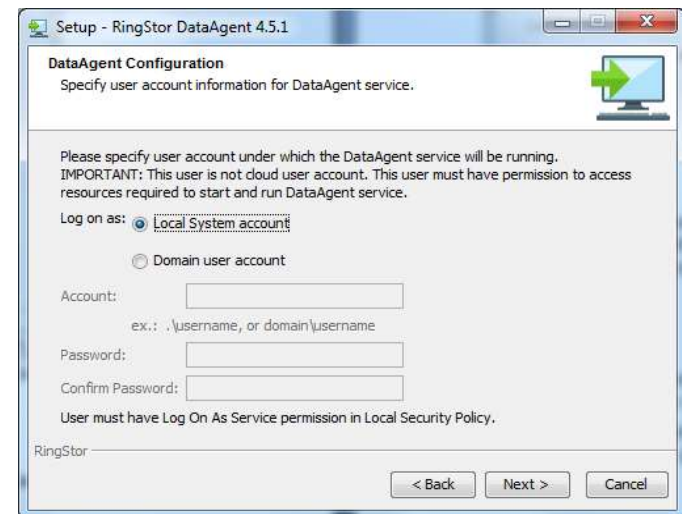 Setup - RingStor DataAgent 4.5.1
DataAgent Configuration
Specify user account information for DataAgent service.
Please specify user account under which the DataAgent service will be running.
IMPORTANT: This user is not cloud user account. This user must have permission to access
resources required to start and run DataAgent service.
Log on as: Local System account
Domain user account
Account:
ex.: .\username, or domain\username
Password:
Confirm Password:
User must have Log On As Service permission in Local Security Policy.
RingStor
< Back Next > Cancel